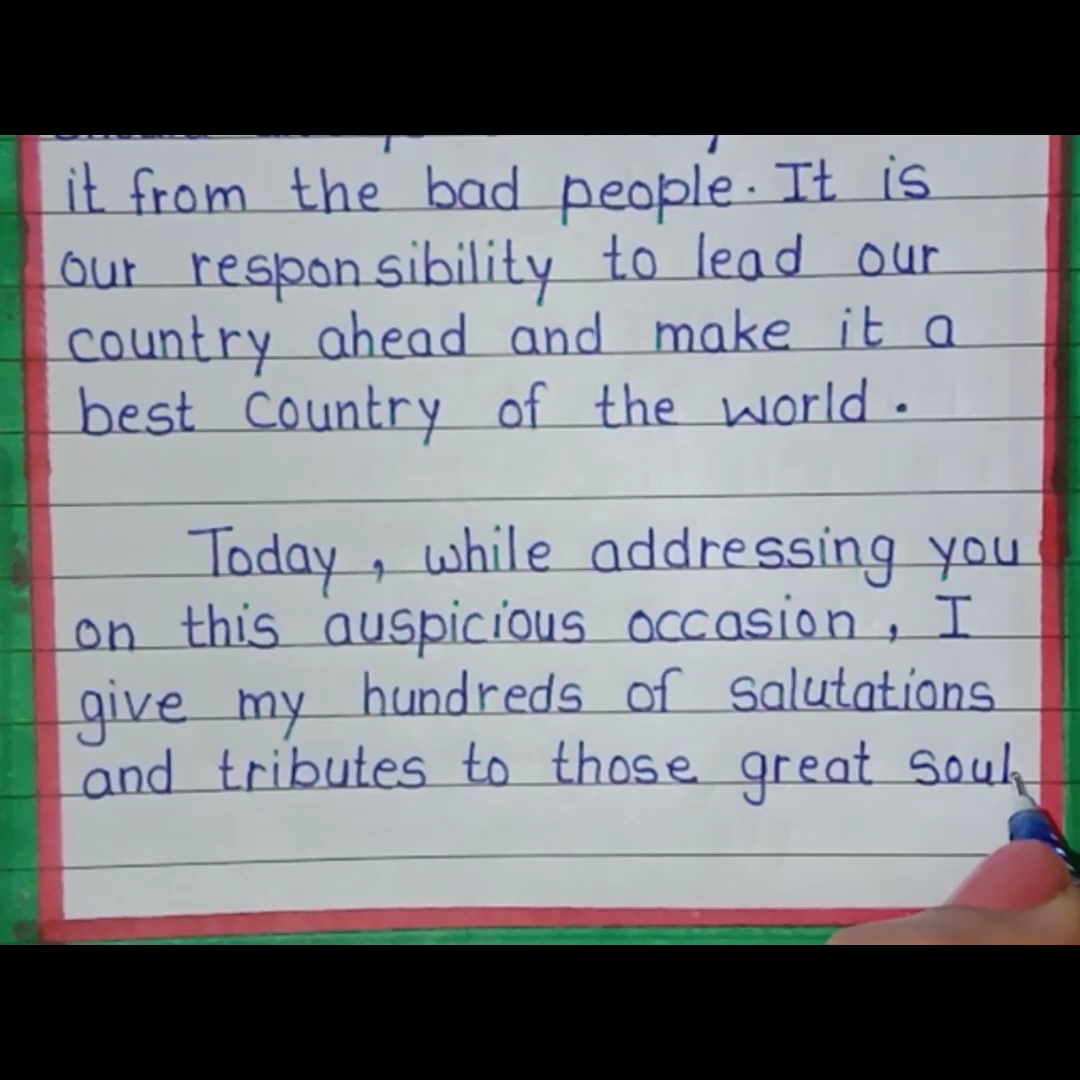 it from the bad people. It is
our responsibility to lead our
country ahead and make it a
best Country of the world.
Today, while addressing you
on this auspicious occasion, I
give my hundreds of salutations
and tributes to those great soul